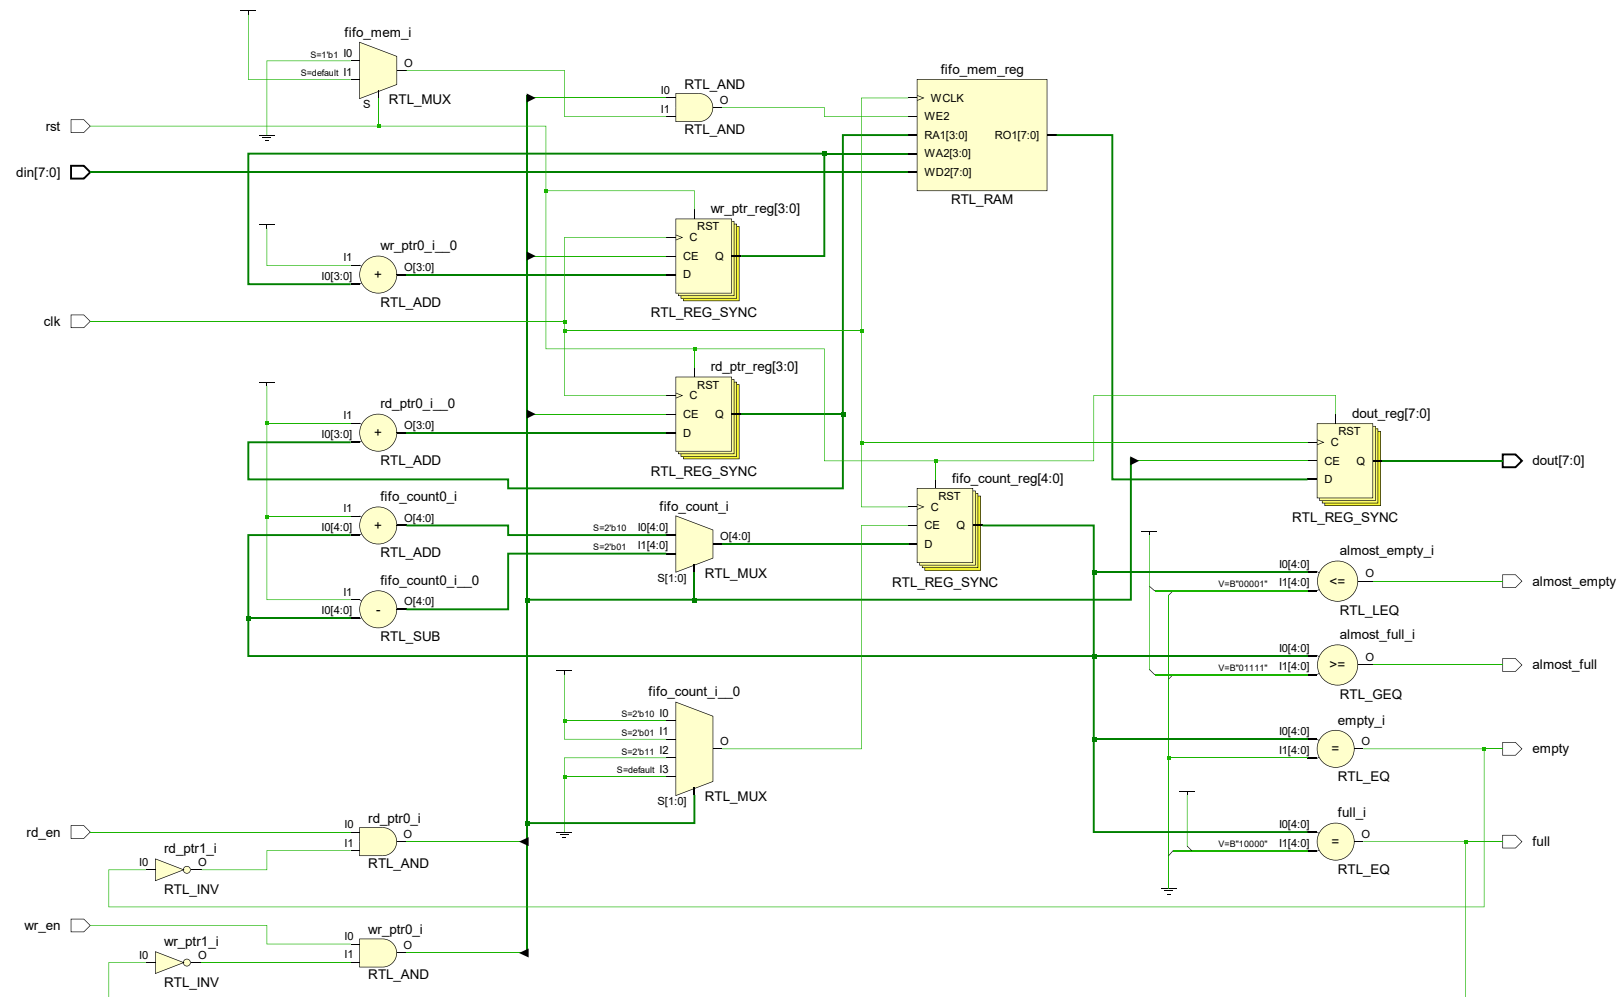 fifo_mem_i
S=1'b1 I0
S=default I1
O
S
RTL_MUX
RTL_AND
I0
I1
O
RTL_AND
fifo_mem_reg
WCLK
WE2
RA1[3:0]
WA2[3:0]
WD2[7:0]
RO1[7:0]
RTL_RAM
rst
din[7:0]
wr_ptr_reg[3:0]
RST
C
CE
D
Q
RTL_REG_SYNC
wr_ptr0_i__0
I1
I0[3:0]
+
O[3:0]
RTL_ADD
clk
rd_ptr_reg[3:0]
RST
C
CE
D
Q
RTL_REG_SYNC
rd_ptr0_i__0
I1
I0[3:0]
+
O[3:0]
RTL_ADD
dout_reg[7:0]
RST
C
CE
D
Q
RTL_REG_SYNC
dout[7:0]
fifo_count0_i
I1
I0[4:0]
+
O[4:0]
RTL_ADD
fifo_count_i
S=2'b10 I0[4:0]
S=2'b01 I1[4:0]
O[4:0]
S[1:0]
RTL_MUX
fifo_count_reg[4:0]
RST
C
CE
D
Q
RTL_REG_SYNC
fifo_count0_i__0
I1
I0[4:0]
-
O[4:0]
RTL_SUB
almost_empty_i
I0[4:0]
V=B"00001" I1[4:0]
<=
O
RTL_LEQ
almost_empty
almost_full_i
I0[4:0]
V=B"01111" I1[4:0]
>=
O
RTL_GEQ
almost_full
fifo_count_i__0
S=2'b10 I0
S=2'b01 I1
S=2'b11 I2
S=default I3
O
S[1:0]
RTL_MUX
empty_i
I0[4:0]
I1[4:0]
=
O
RTL_EQ
empty
full_i
I0[4:0]
V=B"10000" I1[4:0]
=
O
RTL_EQ
full
rd_en
rd_ptr0_i
I0
I1
O
RTL_AND
rd_ptr1_i
I0
O
RTL_INV
wr_en
wr_ptr0_i
I0
I1
O
RTL_AND
wr_ptr1_i
I0
O
RTL_INV